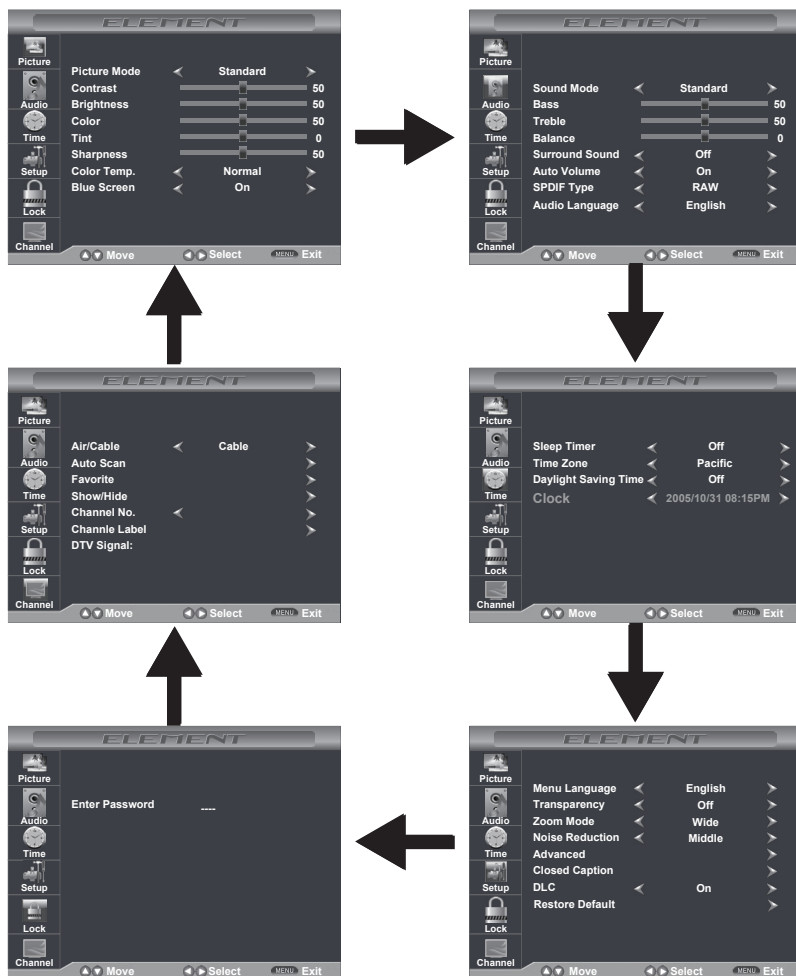 ELEMENT
Picture
Audio
Time
Setup
Lock
Channel
Picture Mode Standard
Contrast 50
Brightness 50
Color 50
Tint 0
Sharpness 50
Color Temp. Normal
Blue Screen On
Move Select MENU Exit
ELEMENT
Picture
Audio
Time
Setup
Lock
Channel
Sound Mode Standard
Bass 50
Treble 50
Balance 0
Surround Sound Off
Auto Volume On
SPDIF Type RAW
Audio Language English
Move Select MENU Exit
ELEMENT
Picture
Audio
Time
Setup
Lock
Channel
Air/Cable Cable
Auto Scan
Favorite
Show/Hide
Channel No.
Channle Label
DTV Signal:
Move Select MENU Exit
ELEMENT
Picture
Audio
Time
Setup
Lock
Channel
Sleep Timer Off
Time Zone Pacific
Daylight Saving Time Off
Clock 2005/10/31 08:15PM
Move Select MENU Exit
ELEMENT
Picture
Audio
Time
Setup
Lock
Channel
Enter Password ----
Move Select MENU Exit
ELEMENT
Picture
Audio
Time
Setup
Lock
Channel
Menu Language English
Transparency Off
Zoom Mode Wide
Noise Reduction Middle
Advanced
Closed Caption
DLC On
Restore Default
Move Select MENU Exit